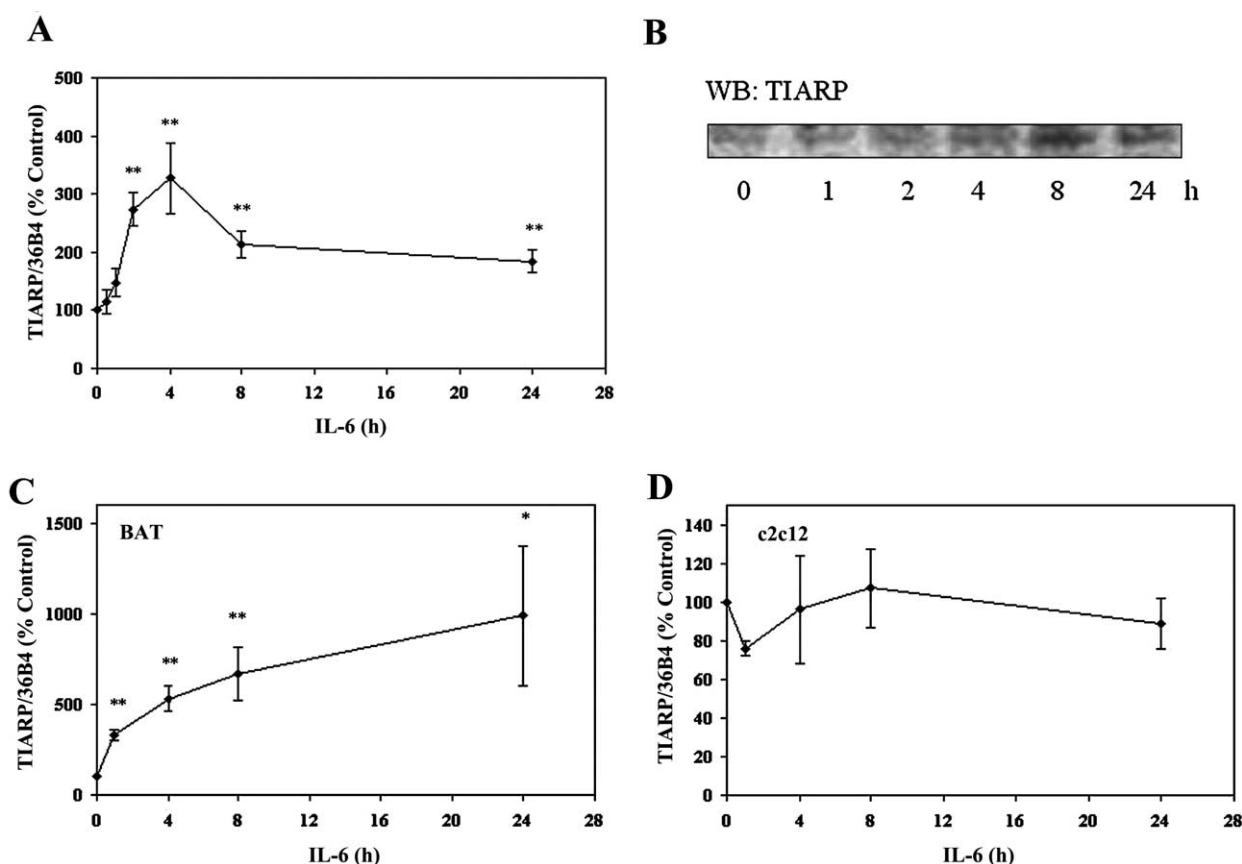 A
500
400
300
200
100
0
TIARP/36B4 (% Control)
**
**
**
**
0 4 8 12 16 20 24 28
IL-6 (h)
B
WB: TIARP
0 1 2 4 8 24 h
C
1500
1000
500
0
TIARP/36B4 (% Control)
BAT
**
**
**
*
0 4 8 12 16 20 24 28
IL-6 (h)
D
140
120
100
80
60
40
20
0
TIARP/36B4 (% Control)
c2c12
0 4 8 12 16 20 24 28
IL-6 (h)